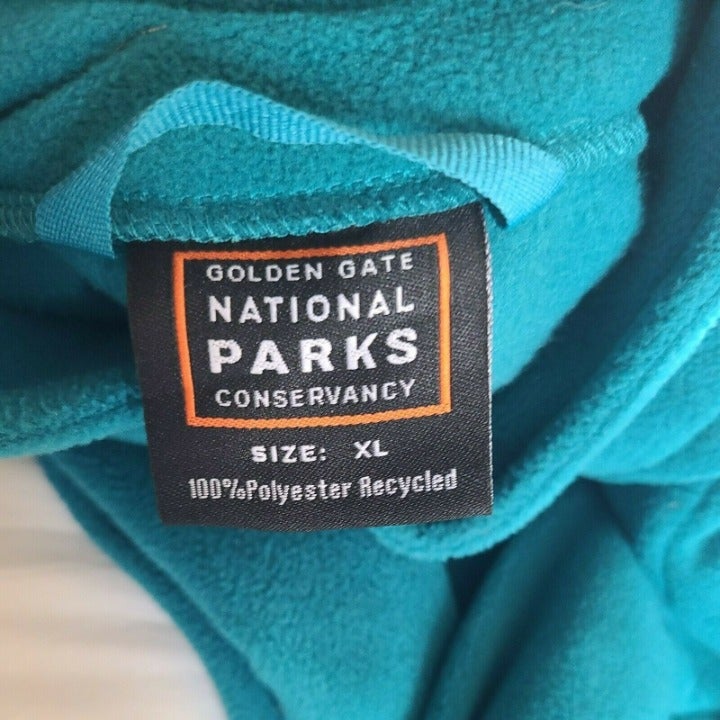 GOLDEN GATE
NATIONAL
PARKS
CONSERVANCY
SIZE: XL
100%Polyester Recycled